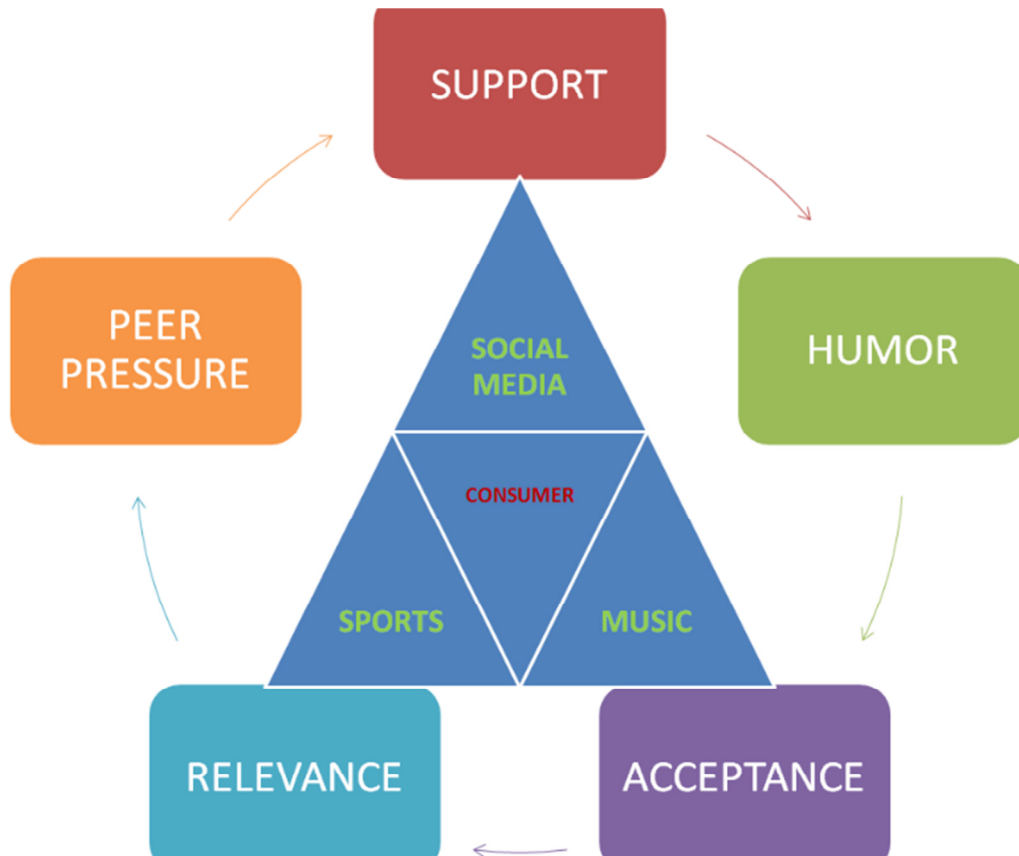 SUPPORT
PEER
PRESSURE
HUMOR
SOCIAL
MEDIA
CONSUMER
SPORTS
MUSIC
RELEVANCE
ACCEPTANCE